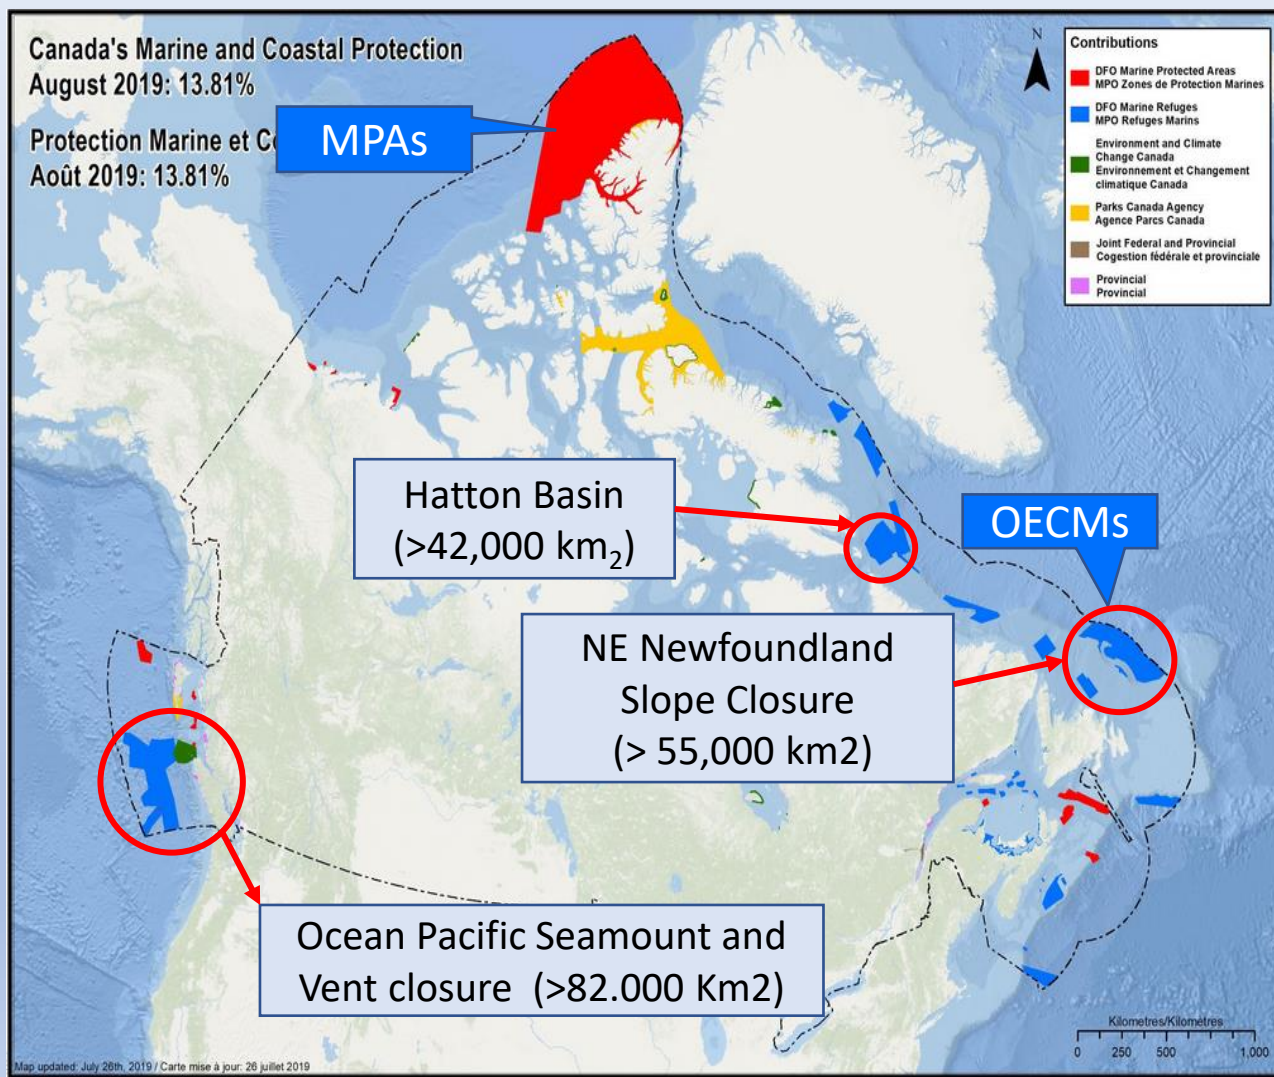 Canada's Marine and Coastal Protection
August 2019: 13.81%
Protection Marine et C
Août 2019: 13.81%
MPAs
N
Contributions
DFO Marine Protected Areas
MPO Zones de Protection Marines
DFO Marine Refuges
MPO Refuges Marins
Environment and Climate
Change Canada
Environnement et Changement
climatique Canada
Parks Canada Agency
Agence Parcs Canada
Joint Federal and Provincial
Cogestion fédérale et provinciale
Provincial
Provincial
Hatton Basin
(>42,000 km₂)
OECMs
NE Newfoundland
Slope Closure
(> 55,000 km2)
Ocean Pacific Seamount and
Vent closure (>82.000 Km2)
Kilometres/Kilométres
0 250 500 1,000
Map updated: July 26th, 2019 / Carte mise à jour: 26 juillet 2019